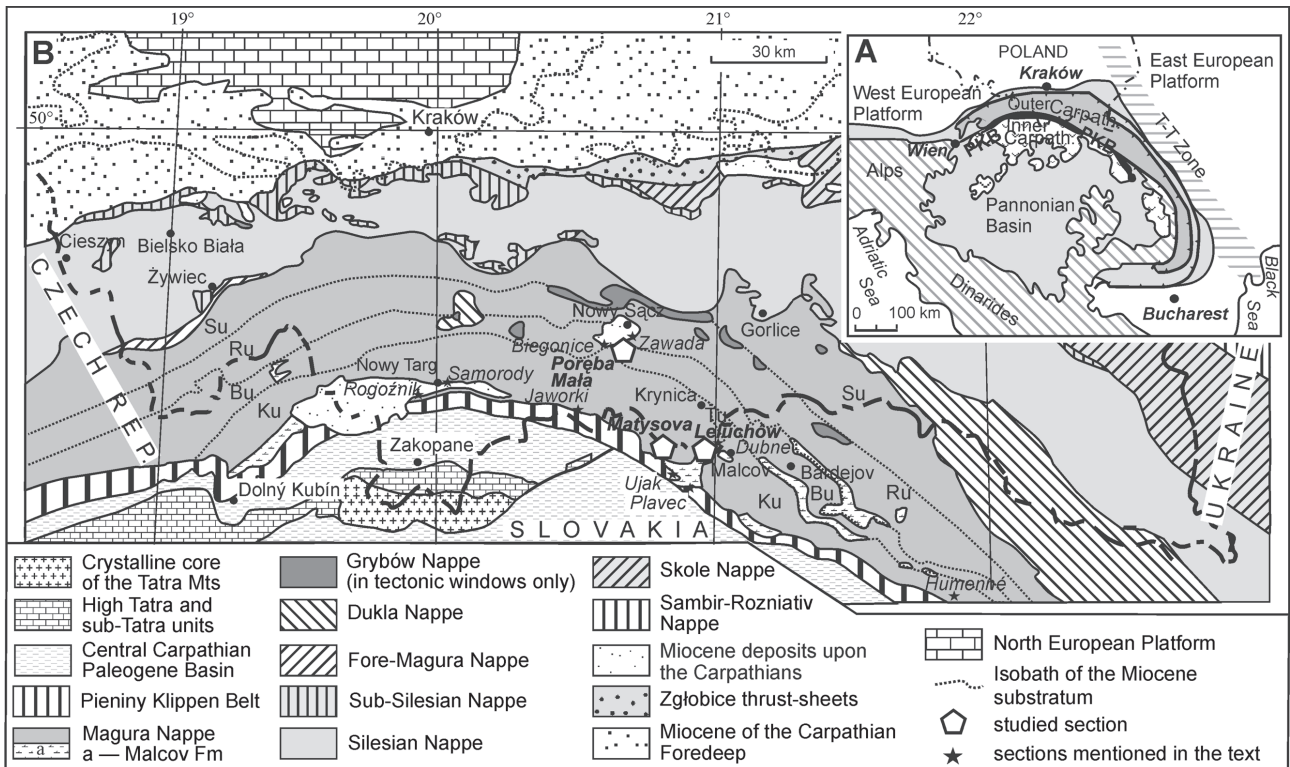 19°
20°
21°
22°
B
30 km
50°
Kraków
Cieszyn
Bielsko Biała
Żywiec
CZECH REP.
Su
Ru
Bu
Ku
Nowy Targ
Rogoźnik
Samorody
Zakopane
Dolný Kubín
SLOVAKIA
Nowy Sącz
Biegonice
Zawada
Poręba
Mała
Jaworki
Gorlice
Krynica
Matysova
Leluchów
Dubne
Malcov
Ujak
Plavec
Bardejov
Su
Ku
Bu
Ru
Humenné
UKRAINE
A
POLAND
Kraków
East European
Platform
West European
Platform
Outer Carpath.
Inner
Carpath.
PKB
PKB
T-T Zone
Wien
Alps
Pannonian
Basin
Adriatic
Sea
Dinarides
Black
Sea
Bucharest
0 100 km
Crystalline core
of the Tatra Mts
High Tatra and
sub-Tatra units
Central Carpathian
Paleogene Basin
Pieniny Klippen Belt
Magura Nappe
a
a — Malcov Fm
Grybów Nappe
(in tectonic windows only)
Dukla Nappe
Fore-Magura Nappe
Sub-Silesian Nappe
Silesian Nappe
Skole Nappe
Sambir-Rozniativ
Nappe
Miocene deposits upon
the Carpathians
Zgłobice thrust-sheets
Miocene of the Carpathian
Foredeep
North European Platform
Isobath of the Miocene
substratum
studied section
sections mentioned in the text